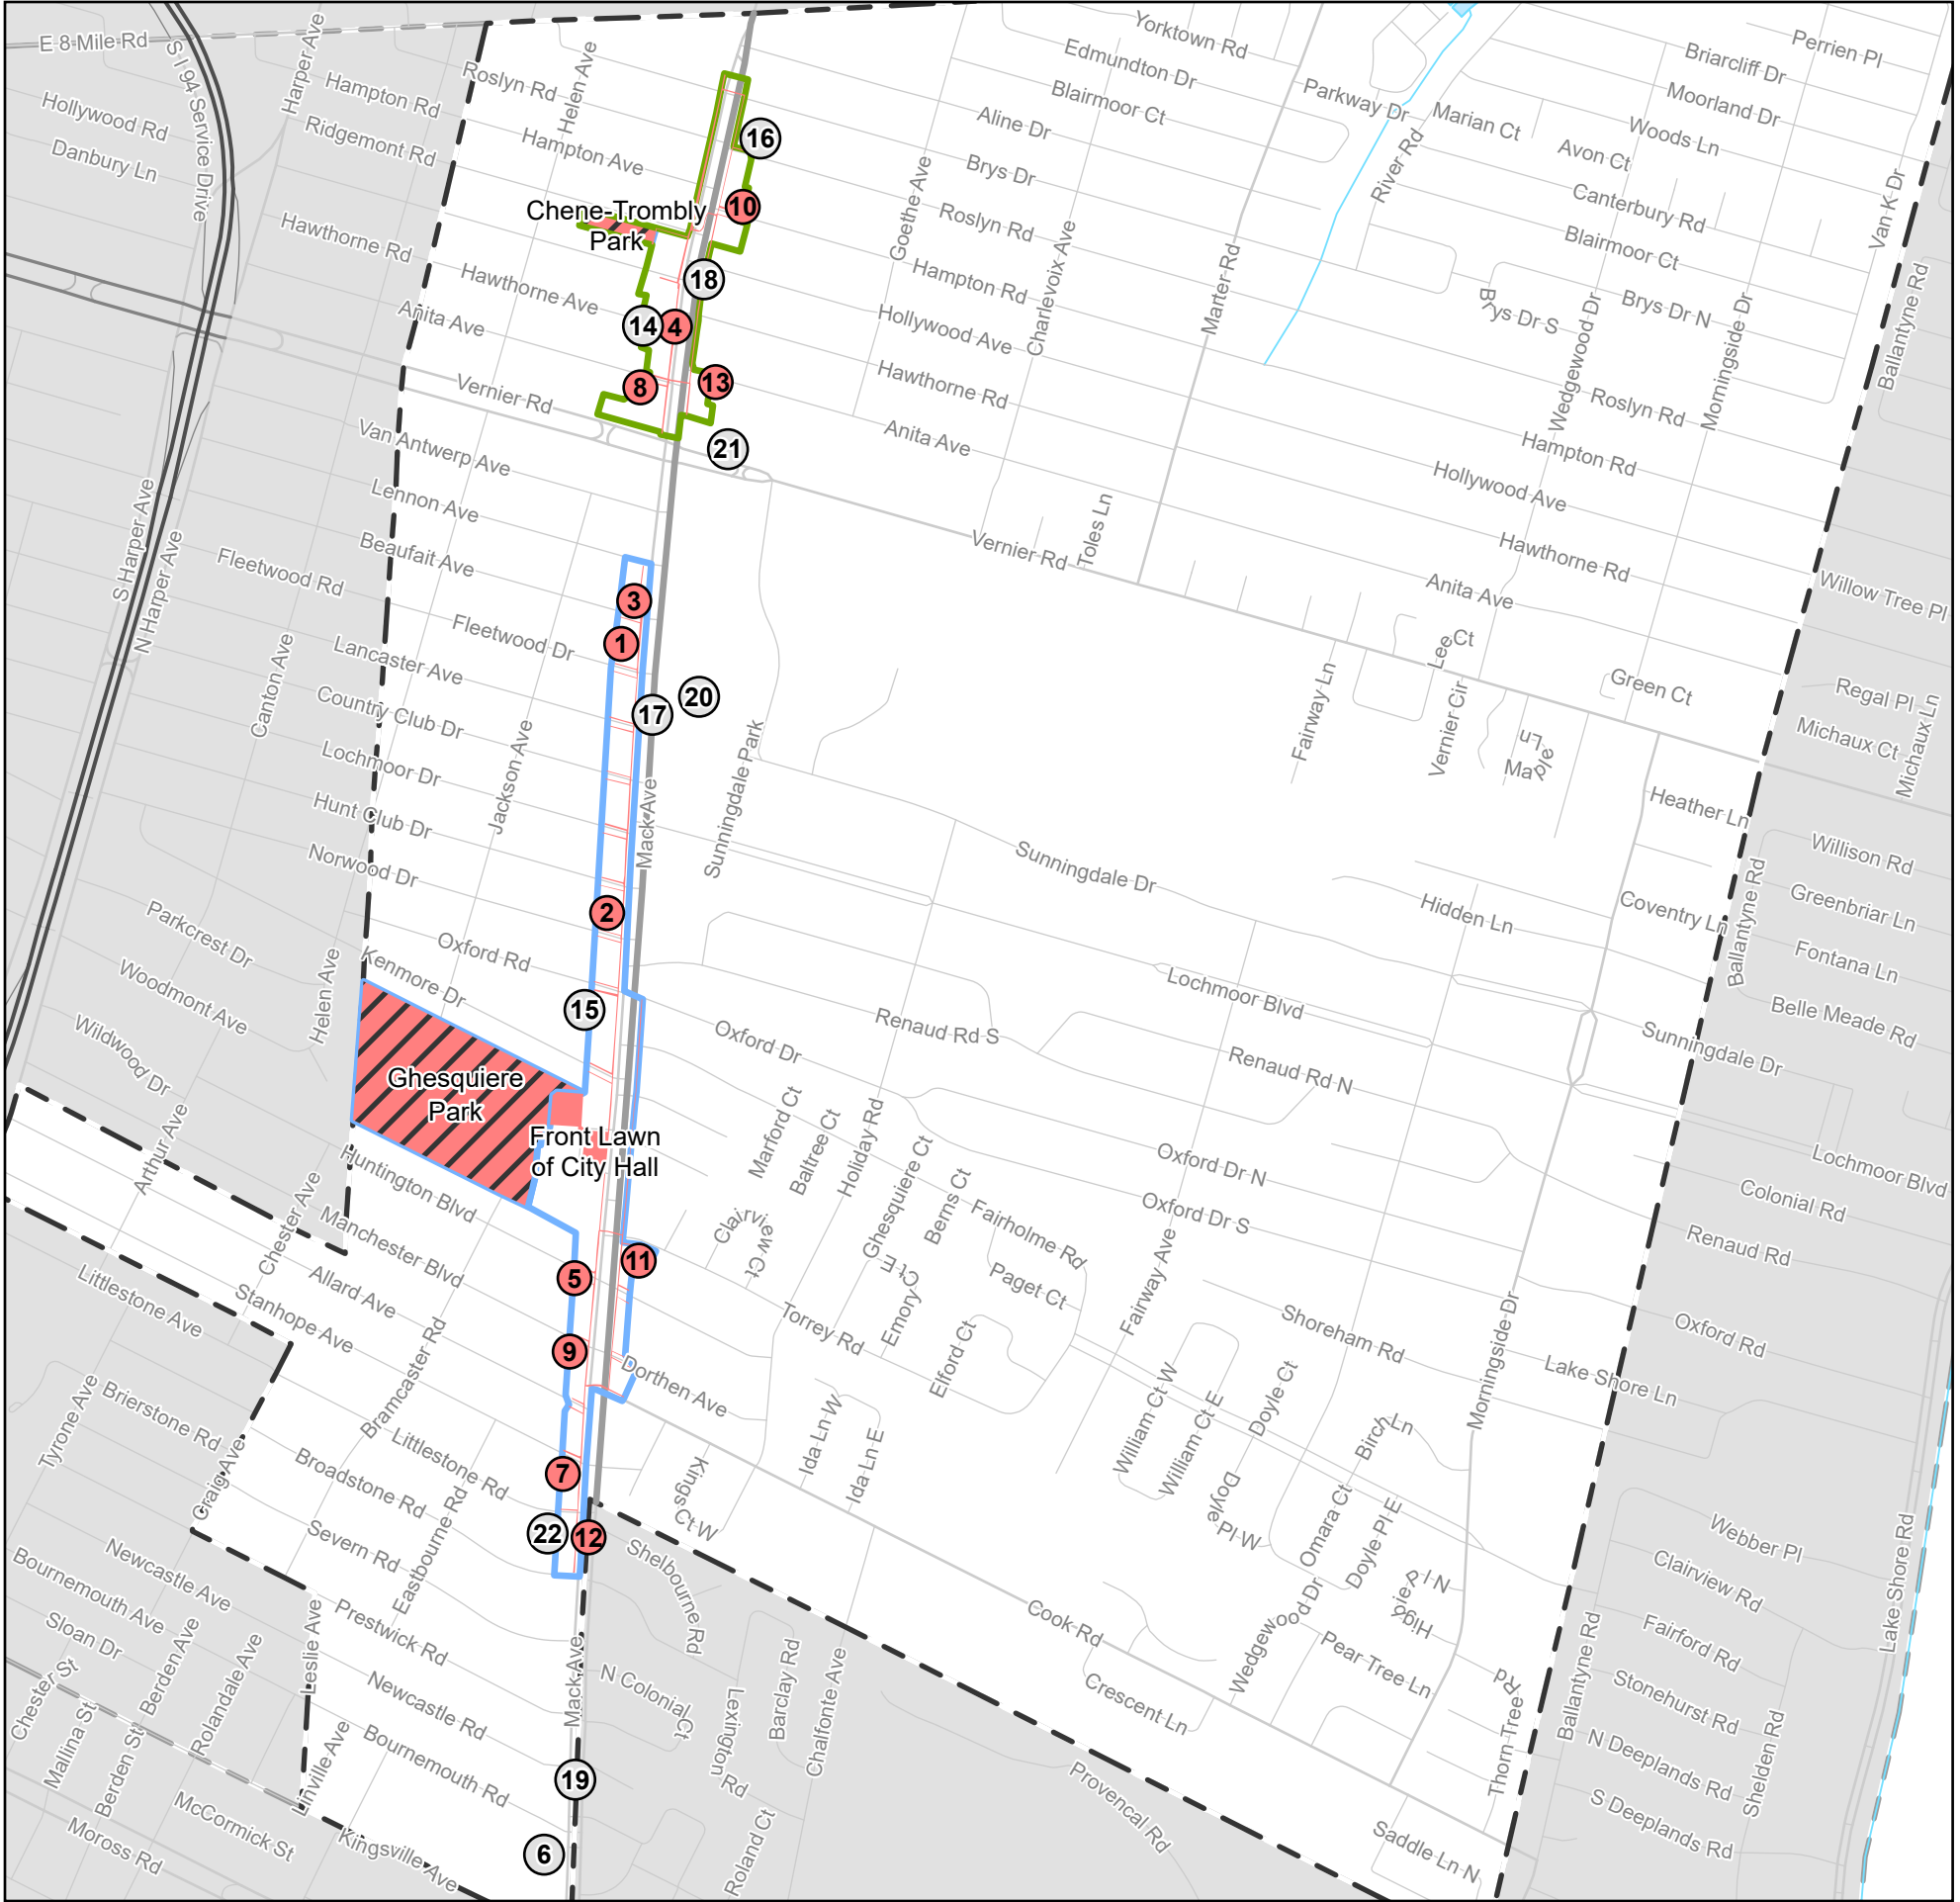 E 8 Mile Rd
S I 94 Service Drive
Harper Ave
Hollywood Rd
Danbury Ln
Hampton Rd
Ridgemont Rd
Hawthorne Rd
Roslyn Rd
Helen Ave
Hampton Ave
Chene-Trombly
Park
Hawthorne Ave
Anita Ave
Vernier Rd
Van Antwerp Ave
Lennon Ave
Beaufait Ave
Fleetwood Rd
Fleetwood Dr
Lancaster Ave
Country Club Dr
Lochmoor Dr
Hunt Club Dr
Norwood Dr
Oxford Rd
Kenmore Dr
Jackson Ave
Canton Ave
S Harper Ave
N Harper Ave
16
10
18
14
4
8
13
21
3
1
20
17
2
15
11
5
9
7
22
12
19
6
Yorktown Rd
Edmundton Dr
Blairmoor Ct
Aline Dr
Brys Dr
Roslyn Rd
Goethe Ave
Hampton Rd
Charlevoix Ave
Hollywood Ave
Hawthorne Rd
Anita Ave
Marter Rd
Parkway Dr
River Rd
Marian Ct
Avon Ct
Woods Ln
Moorland Dr
Briarcliff Dr
Perrien Pl
Canterbury Rd
Blairmoor Ct
Van K Dr
Brys Dr S
Brys Dr N
Wedgewood Dr
Morningside Dr
Ballantyne Rd
Roslyn Rd
Hampton Rd
Hollywood Ave
Hawthorne Rd
Anita Ave
Vernier Rd
Toles Ln
Willow Tree Pl
Lee Ct
Green Ct
Regal Pl
Michaux Ct
Michaux Ln
Fairway Ln
Vernier Cir
Maple Ln
Heather Ln
Willison Rd
Greenbriar Ln
Coventry Ln
Ballantyne Rd
Fontana Ln
Belle Meade Rd
Hidden Ln
Sunningdale Park
Mack Ave
Sunningdale Dr
Lochmoor Blvd
Sunningdale Dr
Renaud Rd S
Renaud Rd N
Oxford Dr
Parkcrest Dr
Woodmont Ave
Helen Ave
Wildwood Dr
Arthur Ave
Ghesquiere
Park
Front Lawn
of City Hall
Marford Ct
Baltree Ct
Holiday Rd
Ghesquiere Ct
Berns Ct
Clairview Ct
Emory Ct E
Fairholme Rd
Paget Ct
Oxford Dr N
Oxford Dr S
Fairway Ave
Lochmoor Blvd
Colonial Rd
Renaud Rd
Oxford Rd
Huntington Blvd
Manchester Blvd
Allard Ave
Stanhope Ave
Chester Ave
Littlestone Ave
Torrey Rd
Elford Ct
Shoreham Rd
Morningside Dr
Lake Shore Ln
Dorthen Ave
Bramcaster Rd
Tyrone Ave
Brierstone Rd
Craig Ave
Littlestone Rd
Broadstone Rd
Eastbourne Rd
Severn Rd
Ida Ln W
Ida Ln E
William Ct W
William Ct E
Doyle Ct
Birch Ln
Kings Ct W
Doyle Pl W
Omara Ct
Doyle Pl E
Webber Pl
Clairview Rd
Lake Shore Rd
Newcastle Ave
Bournemouth Ave
Sloan Dr
Berden Ave
Rolandale Ave
Leslie Ave
Prestwick Rd
Newcastle Rd
Bournemouth Rd
Shelbourne Rd
Mack Ave
N Colonial Ct
Lexington Rd
Barclay Rd
Chalfonte Ave
Cook Rd
Crescent Ln
Wedgewood Dr
Pear Tree Ln
Thorn Tree Rd
Ballantyne Rd
Fairford Rd
Stonehurst Rd
N Deeplands Rd
Shelden Rd
S Deeplands Rd
Chester St
Mallina St
Berden St
Linville Ave
McCormick St
Moross Rd
Kingsville Ave
Roland Ct
Provencal Rd
Saddle Ln N